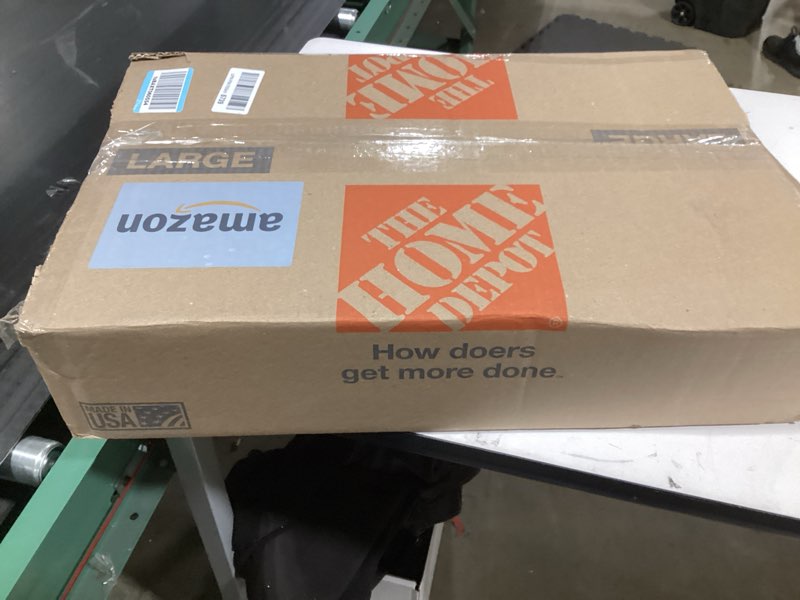 THE
HOME
DEPOT
LARGE
amazon
THE
HOME
DEPOT
How doers
get more done.
MADE IN
USA